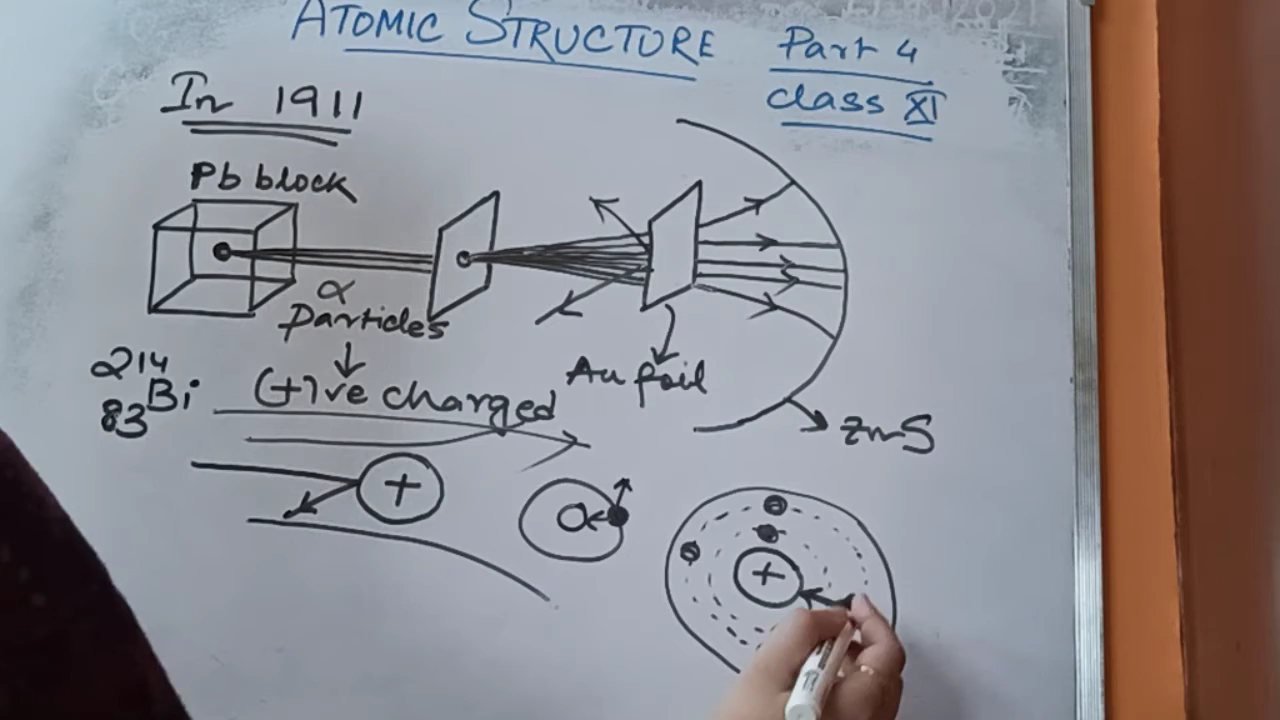 ATOMIC STRUCTURE Part 4
class XI
In 1911
Pb block
α
Particles
Au foil
ZnS
214
83 Bi
(+)ve charged
+
+